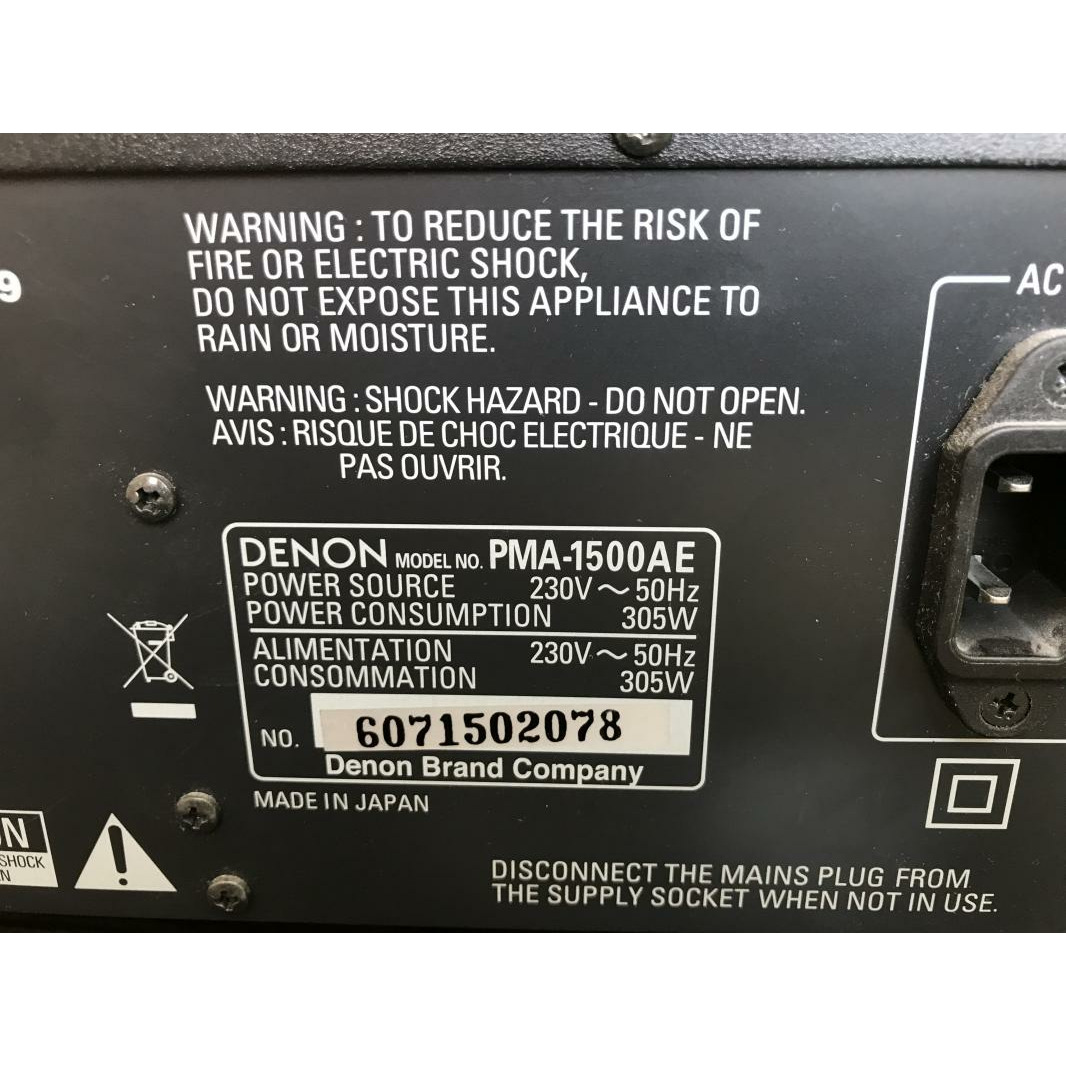 9
WARNING : TO REDUCE THE RISK OF
FIRE OR ELECTRIC SHOCK,
DO NOT EXPOSE THIS APPLIANCE TO
RAIN OR MOISTURE.
AC
WARNING : SHOCK HAZARD - DO NOT OPEN.
AVIS : RISQUE DE CHOC ELECTRIQUE - NE
PAS OUVRIR.
DENON MODEL NO. PMA-1500AE
POWER SOURCE 230V ~ 50Hz
POWER CONSUMPTION 305W
ALIMENTATION 230V ~ 50Hz
CONSOMMATION 305W
NO. 6071502078
Denon Brand Company
MADE IN JAPAN
SHOCK
DISCONNECT THE MAINS PLUG FROM
THE SUPPLY SOCKET WHEN NOT IN USE.